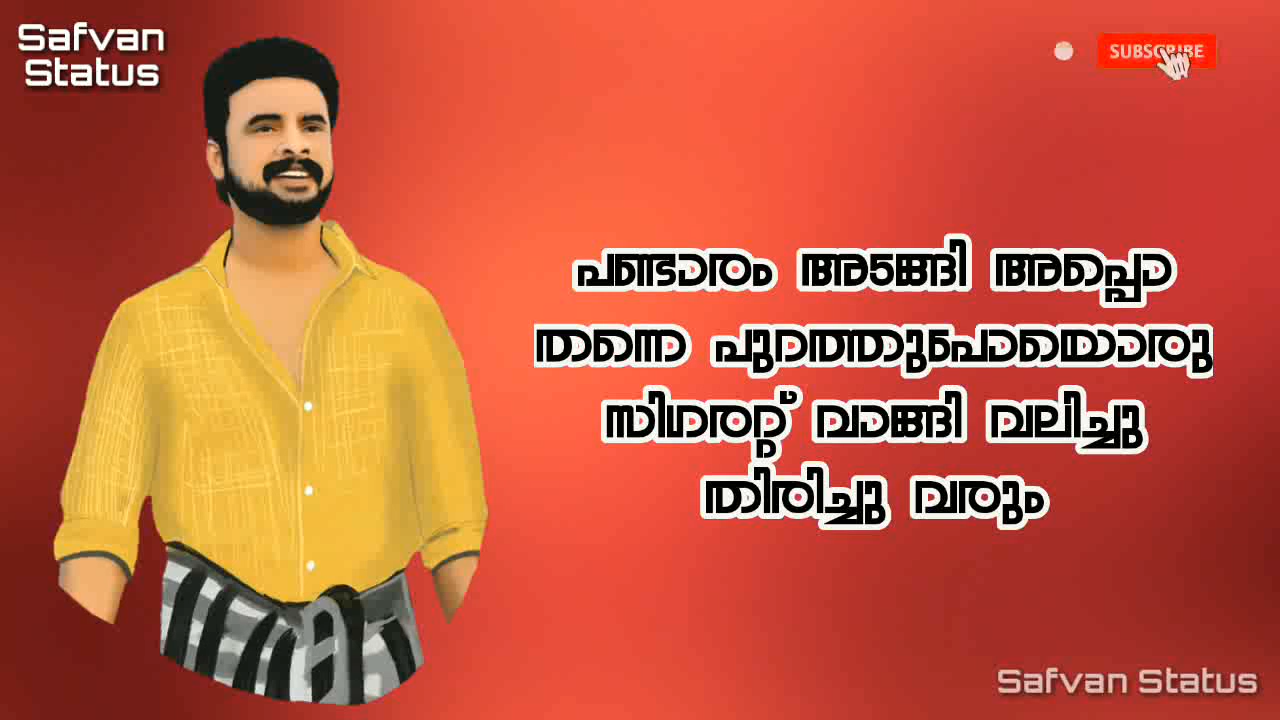 Safvan
Status
SUBSCRIBE
പണ്ടാരം അടങ്ങി അപ്പൊ
തന്നെ പുറത്തുപോയൊരു
സിഗരറ്റ് വാങ്ങി വലിച്ചു
തിരിച്ചു വരും
Safvan Status